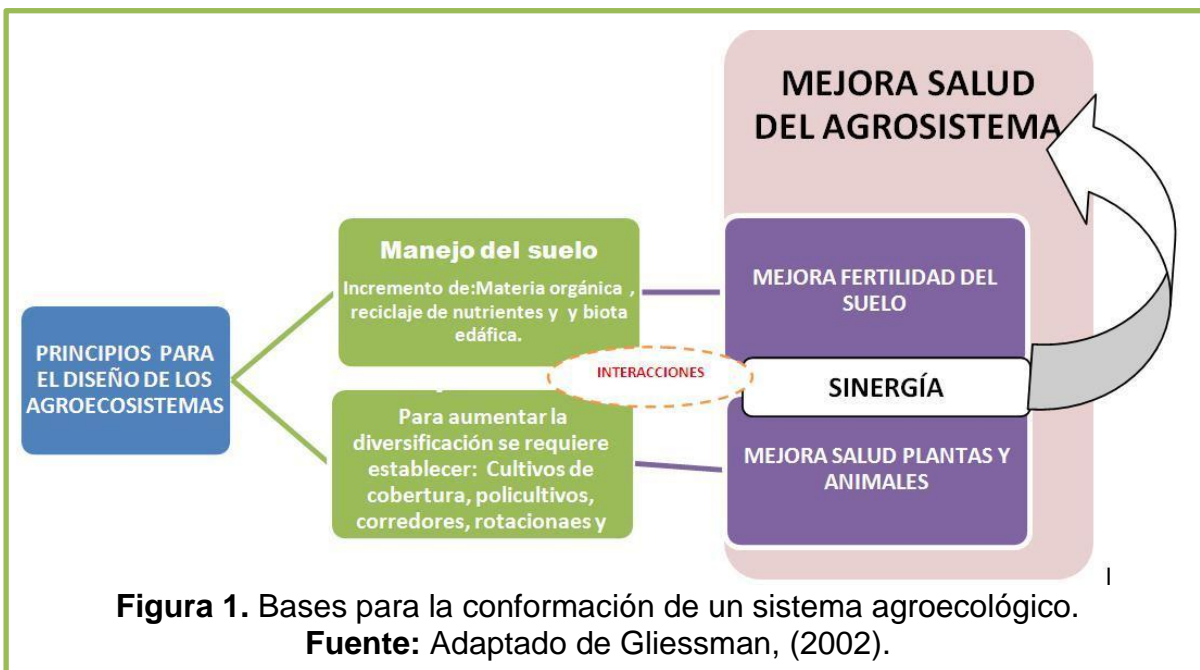 MEJORA SALUD
DEL AGROSISTEMA
PRINCIPIOS PARA
EL DISEÑO DE LOS
AGROECOSISTEMAS
Manejo del suelo
Incremento de:Materia orgánica ,
reciclaje de nutrientes y y biota
edáfica.
INTERACCIONES
Para aumentar la
diversificación se requiere
establecer: Cultivos de
cobertura, policultivos,
corredores, rotacionaes y
MEJORA FERTILIDAD DEL
SUELO
SINERGÍA
MEJORA SALUD PLANTAS Y
ANIMALES
Figura 1. Bases para la conformación de un sistema agroecológico.
Fuente: Adaptado de Gliessman, (2002).